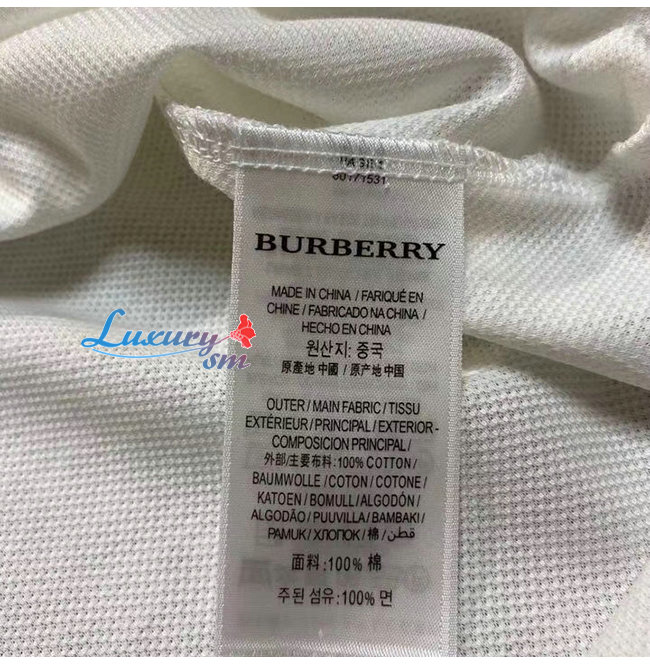 30171531
BURBERRY
MADE IN CHINA / FARIQUÉ EN
CHINE / FABRICADO NA CHINA /
HECHO EN CHINA
원산지: 중국
原產地 中國 / 原产地 中国
OUTER / MAIN FABRIC / TISSU
EXTÉRIEUR / PRINCIPAL / EXTERIOR-
COMPOSICION PRINCIPAL /
外部/主要布料: 100% COTTON /
BAUMWOLLE / COTON / COTONE /
KATOEN / BOMULL / ALGODÓN /
ALGODÃO / PUUVILLA / BAMBAKI /
PAMUK / ХЛОПОК / 棉 / قطن /
面料: 100% 棉
주된 섬유: 100% 면
Luxury
sm